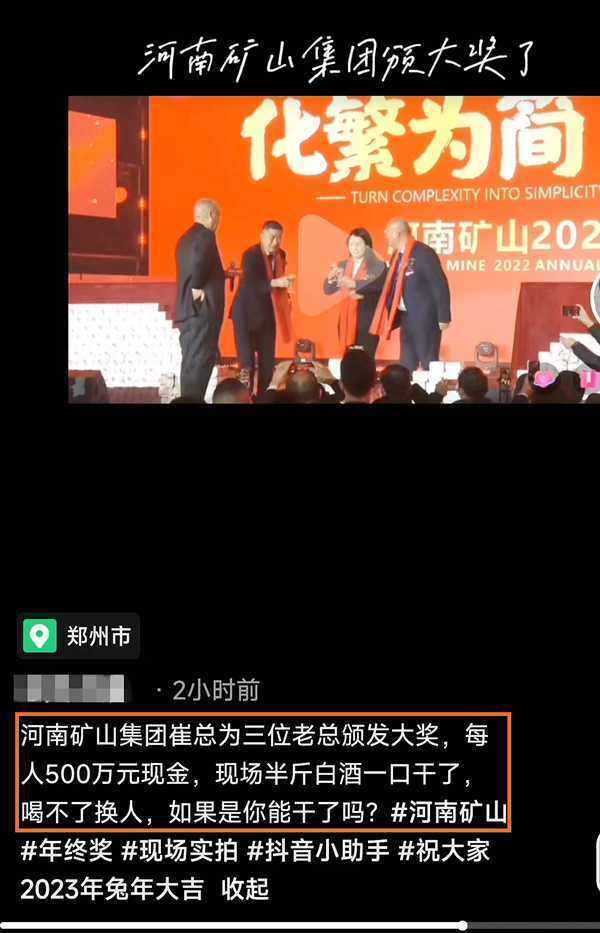 河南矿山集团颁大奖了
化繁为简
TURN COMPLEXITY INTO SIMPLICITY
河南矿山202
MINE 2022 ANNUAL
郑州市
· 2小时前
河南矿山集团崔总为三位老总颁发大奖，每
人500万元现金，现场半斤白酒一口干了，
喝不了换人，如果是你能干了吗？#河南矿山
#年终奖 #现场实拍 #抖音小助手 #祝大家
2023年兔年大吉 收起